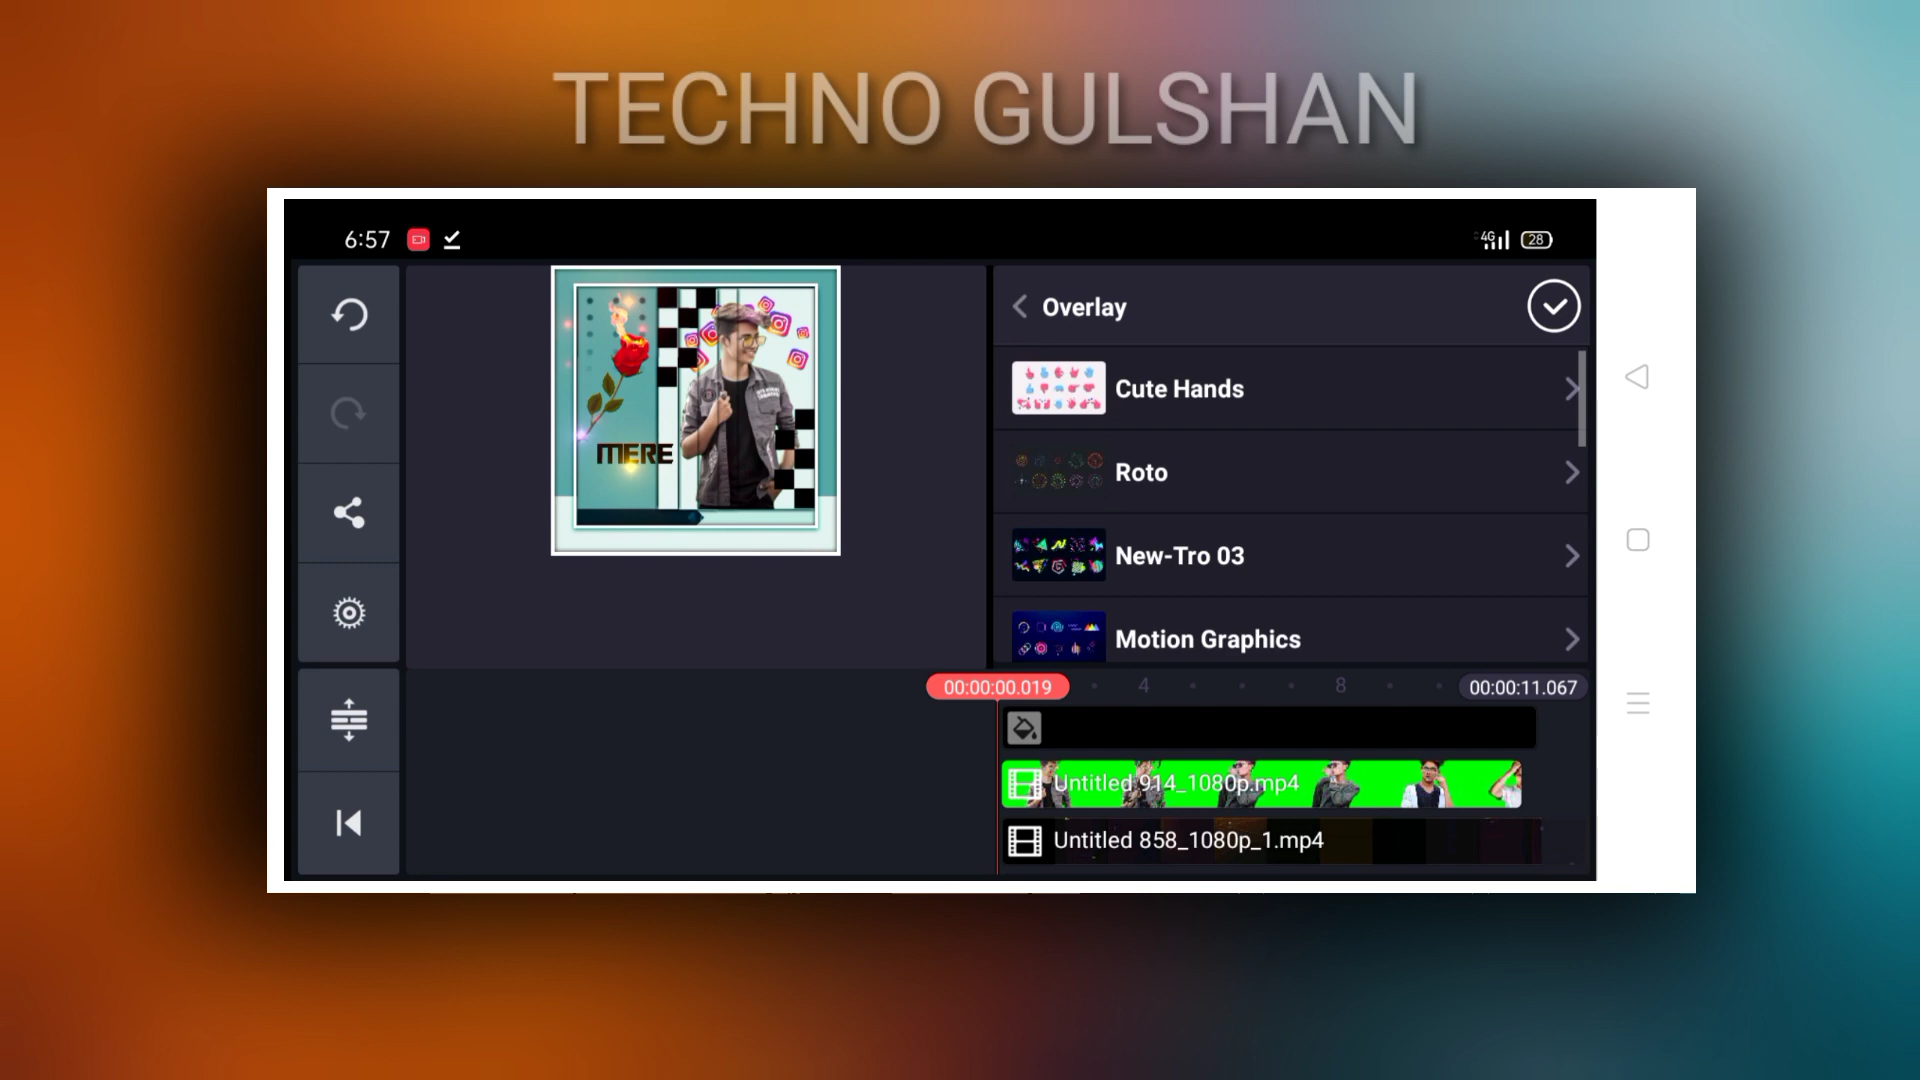 TECHNO GULSHAN
6:57
4G
28
Overlay
Cute Hands
Roto
New-Tro 03
Motion Graphics
MERE
00:00:00.019
4
8
00:00:11.067
Untitled 914_1080p.mp4
Untitled 858_1080p_1.mp4